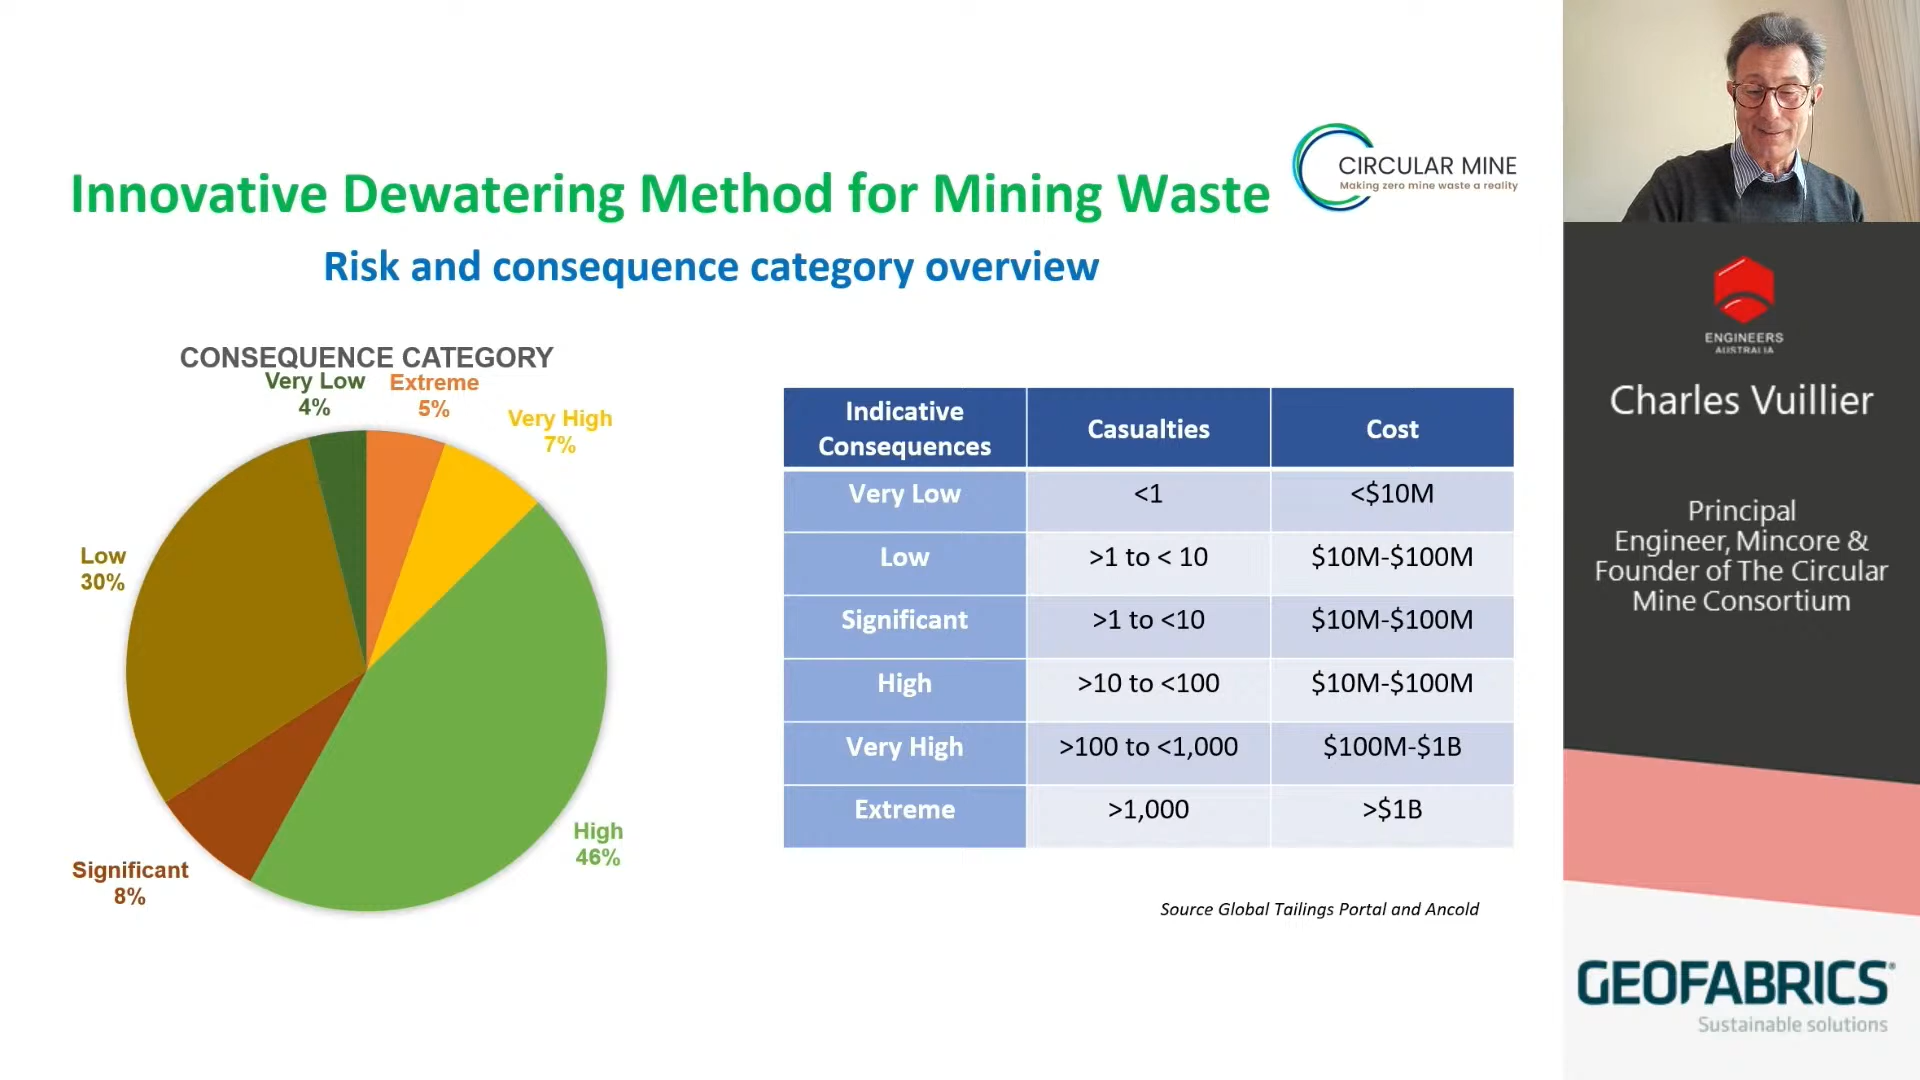 Innovative Dewatering Method for Mining Waste
CIRCULAR MINE
Making zero mine waste a reality
Risk and consequence category overview
CONSEQUENCE CATEGORY
Very Low
4%
Extreme
5%
Very High
7%
Low
30%
High
46%
Significant
8%
Indicative Consequences Casualties Cost
Very Low <1 <$10M
Low >1 to < 10 $10M-$100M
Significant >1 to <10 $10M-$100M
High >10 to <100 $10M-$100M
Very High >100 to <1,000 $100M-$1B
Extreme >1,000 >$1B
Source Global Tailings Portal and Ancold
ENGINEERS
AUSTRALIA
Charles Vuillier
Principal
Engineer, Mincore &
Founder of The Circular
Mine Consortium
GEOFABRICS®
Sustainable solutions